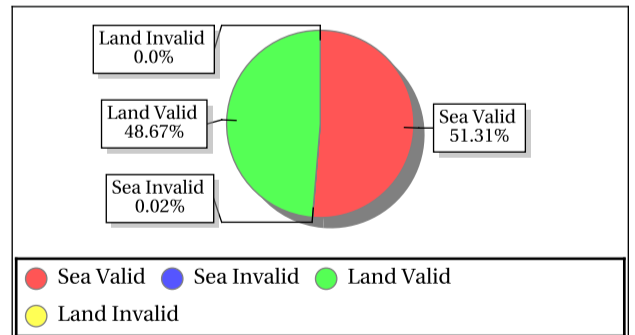 Land Invalid
0.0%
Land Valid
48.67%
Sea Valid
51.31%
Sea Invalid
0.02%
Sea Valid Sea Invalid Land Valid
Land Invalid